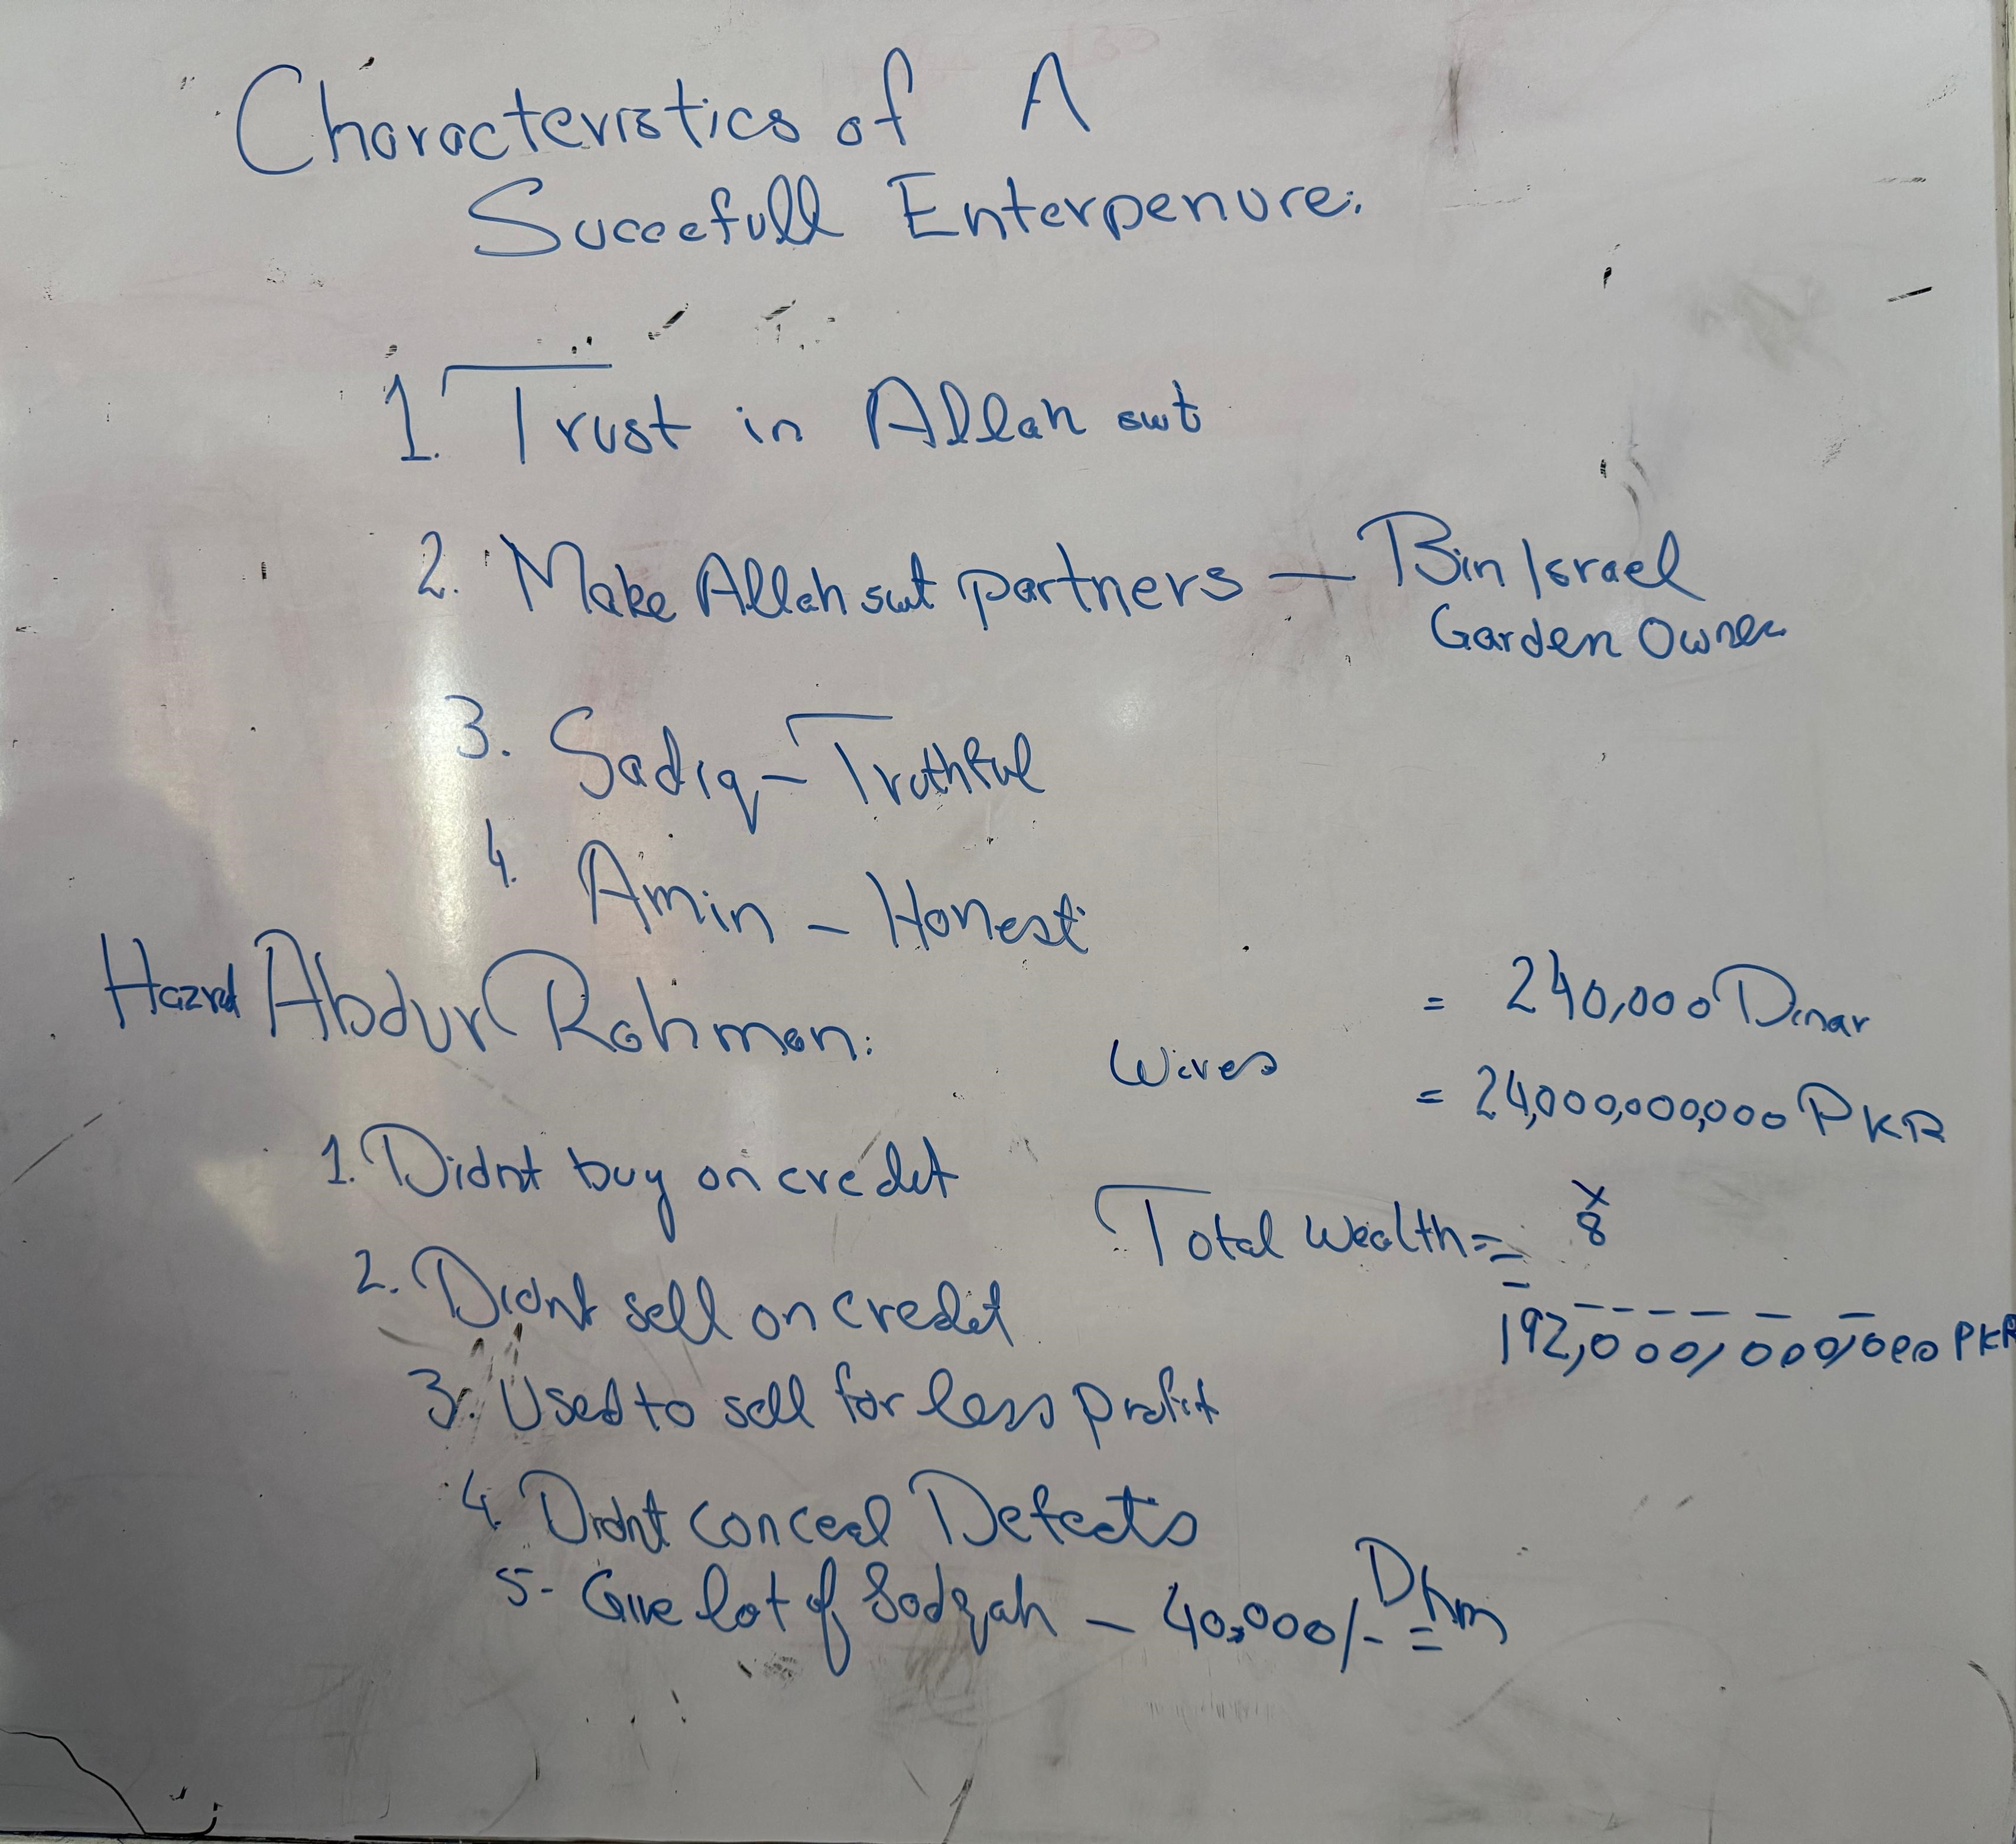 Characteristics of A
Succefull Enterpenure:
1. Trust in Allah swt
2. Make Allah swt partners — Bin Israel
Garden Owner
3. Sadiq - Truthful
4. Amin - Honest
Hazrat Abdur Rahman:
= 240,000 Dinar
Wives
= 24,000,000,000 PKR
1. Didnt buy on credit
Total Wealth = =
x
8
192,000,000,000 PKR
2. Didnt sell on credit
3. Used to sell for less profit
4. Didnt conceal Defects
5- Give lot of Sadqah - 40,000/- = Dhm